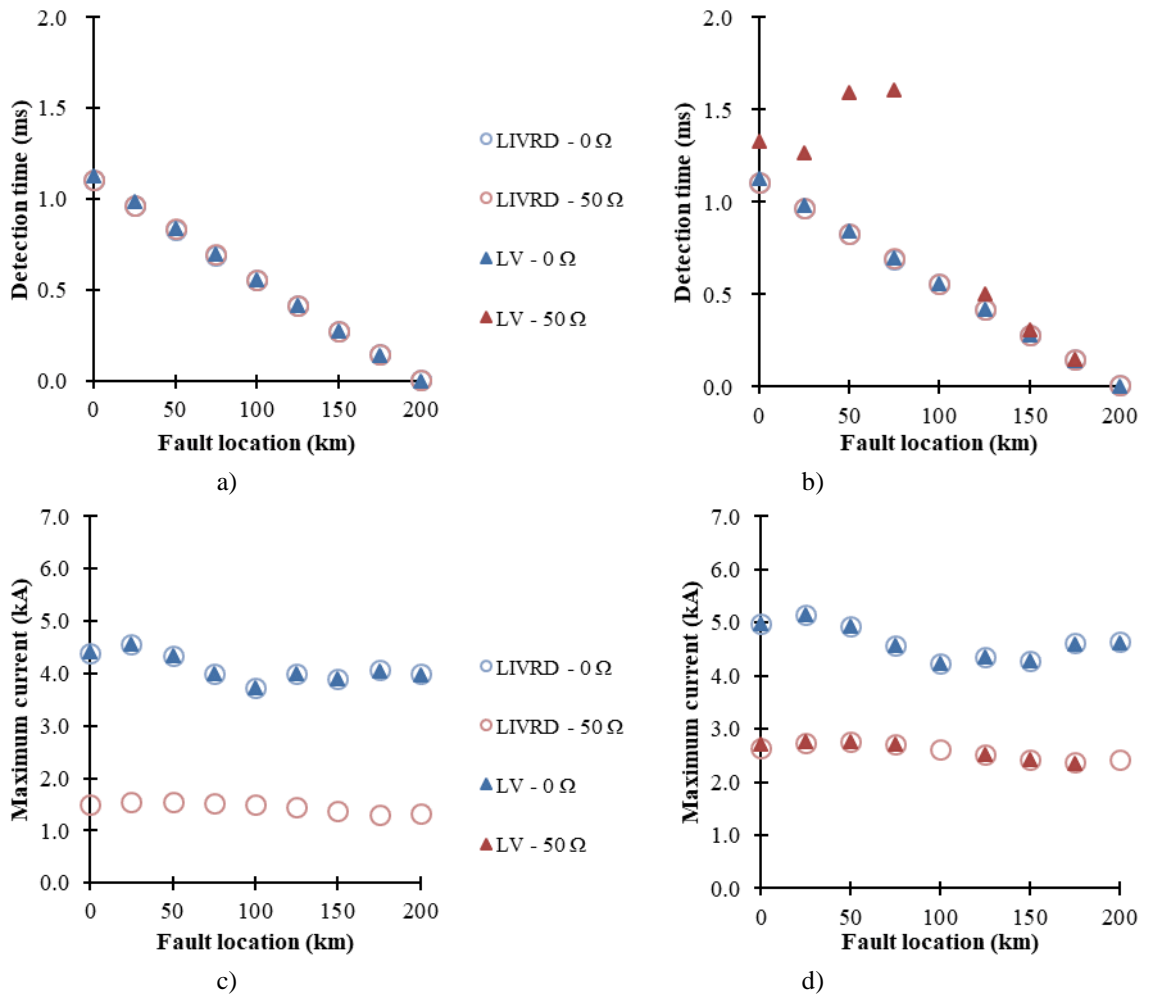 2.0
1.5
1.0
0.5
0.0
Detection time (ms)
0 50 100 150 200
Fault location (km)
a)
LIVRD - 0 Ω
LIVRD - 50 Ω
LV - 0 Ω
LV - 50 Ω
2.0
1.5
1.0
0.5
0.0
Detection time (ms)
0 50 100 150 200
Fault location (km)
b)
7.0
6.0
5.0
4.0
3.0
2.0
1.0
0.0
Maximum current (kA)
0 50 100 150 200
Fault location (km)
c)
LIVRD - 0 Ω
LIVRD - 50 Ω
LV - 0 Ω
LV - 50 Ω
7.0
6.0
5.0
4.0
3.0
2.0
1.0
0.0
Maximum current (kA)
0 50 100 150 200
Fault location (km)
d)